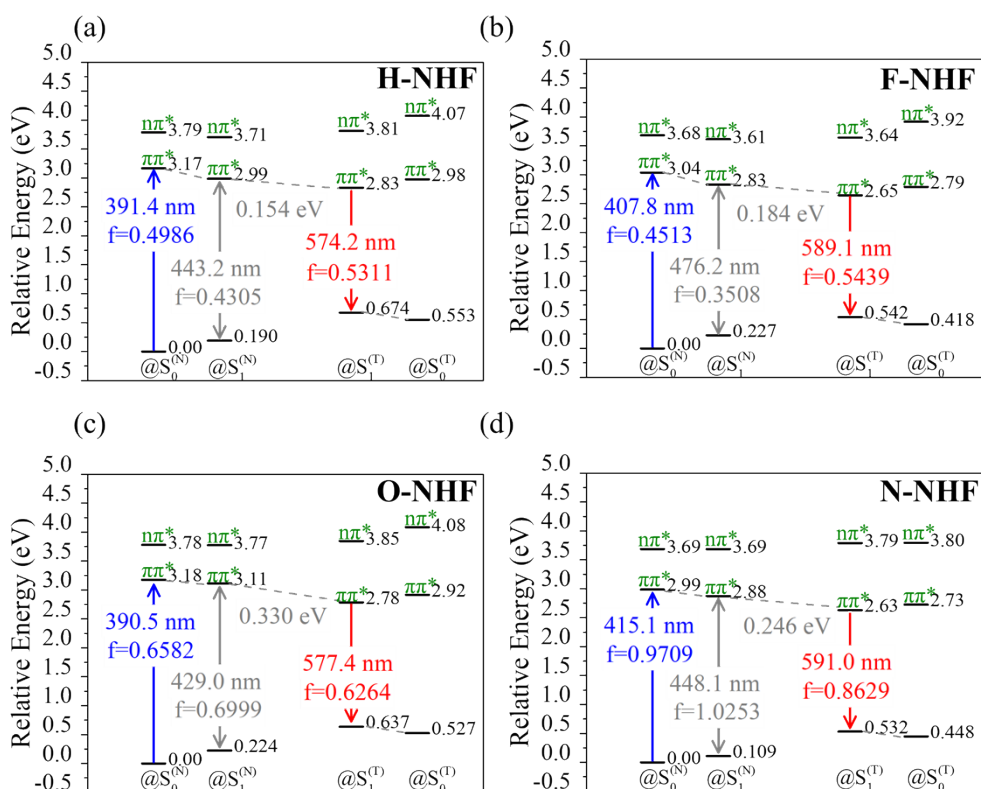 (a)
H-NHF
Relative Energy (eV)
5.0
4.5
4.0
3.5
3.0
2.5
2.0
1.5
1.0
0.5
0.0
-0.5
nπ* 3.79
nπ* 3.71
nπ* 3.81
nπ* 4.07
ππ* 3.17
ππ* 2.99
ππ* 2.83
ππ* 2.98
391.4 nm
f=0.4986
0.154 eV
443.2 nm
f=0.4305
574.2 nm
f=0.5311
0.00
0.190
0.674
0.553
@S₀⁽ᴺ⁾
@S₁⁽ᴺ⁾
@S₁⁽ᵀ⁾
@S₀⁽ᵀ⁾
(b)
F-NHF
Relative Energy (eV)
5.0
4.5
4.0
3.5
3.0
2.5
2.0
1.5
1.0
0.5
0.0
-0.5
nπ* 3.68
nπ* 3.61
nπ* 3.64
nπ* 3.92
ππ* 3.04
ππ* 2.83
ππ* 2.65
ππ* 2.79
407.8 nm
f=0.4513
0.184 eV
476.2 nm
f=0.3508
589.1 nm
f=0.5439
0.00
0.227
0.542
0.418
@S₀⁽ᴺ⁾
@S₁⁽ᴺ⁾
@S₁⁽ᵀ⁾
@S₀⁽ᵀ⁾
(c)
O-NHF
Relative Energy (eV)
5.0
4.5
4.0
3.5
3.0
2.5
2.0
1.5
1.0
0.5
0.0
-0.5
nπ* 3.78
nπ* 3.77
nπ* 3.85
nπ* 4.08
ππ* 3.18
ππ* 3.11
ππ* 2.78
ππ* 2.92
390.5 nm
f=0.6582
0.330 eV
429.0 nm
f=0.6999
577.4 nm
f=0.6264
0.00
0.224
0.637
0.527
@S₀⁽ᴺ⁾
@S₁⁽ᴺ⁾
@S₁⁽ᵀ⁾
@S₀⁽ᵀ⁾
(d)
N-NHF
Relative Energy (eV)
5.0
4.5
4.0
3.5
3.0
2.5
2.0
1.5
1.0
0.5
0.0
-0.5
nπ* 3.69
nπ* 3.69
nπ* 3.79
nπ* 3.80
ππ* 2.99
ππ* 2.88
ππ* 2.63
ππ* 2.73
415.1 nm
f=0.9709
0.246 eV
448.1 nm
f=1.0253
591.0 nm
f=0.8629
0.00
0.109
0.532
0.448
@S₀⁽ᴺ⁾
@S₁⁽ᴺ⁾
@S₁⁽ᵀ⁾
@S₀⁽ᵀ⁾